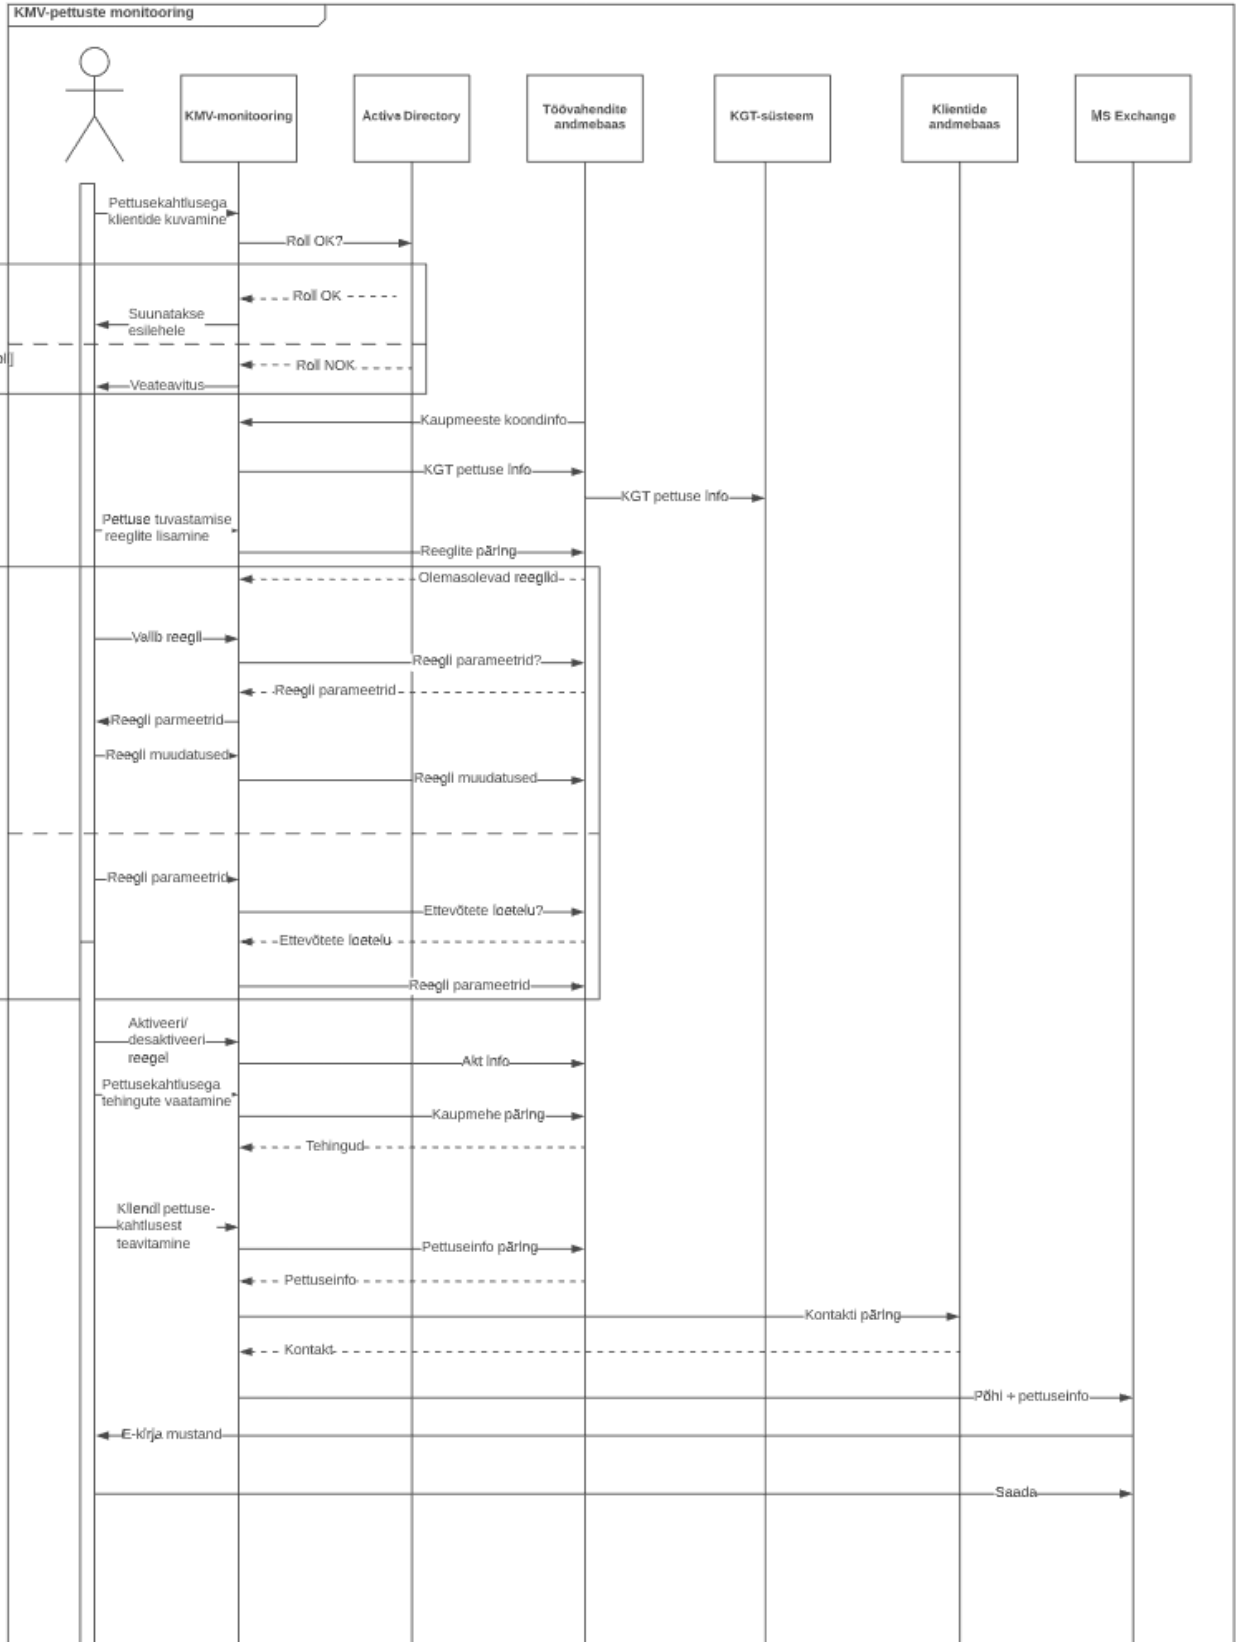 KMV-pettuste monitooring
KMV-monitooring
Active Directory
Töövahendite
andmebaas
KGT-süsteem
Klientide
andmebaas
MS Exchange
Pettusekahtlusega
klientide kuvamine
Roll OK?
Roll OK
Suunatakse
esilehele
Roll NOK
Veateavitus
Kaupmeeste koondinfo
KGT pettuse info
KGT pettuse info
Pettuse tuvastamise
reeglite lisamine
Reeglite päring
Olemasolevad reeglid
Valib reegli
Reegli parameetrid?
Reegli parameetrid
Reegli parmeetrid
Reegli muudatused
Reegli muudatused
Reegli parameetrid
Ettevõtete loetelu?
Ettevõtete loetelu
Reegli parameetrid
Aktiveeri/
desaktiveeri
reegel
Akt info
Pettusekahtlusega
tehingute vaatamine
Kaupmehe päring
Tehingud
Kliendi pettuse-
kahtlusest
teavitamine
Pettuseinfo päring
Pettuseinfo
Kontakti päring
Kontakt
Põhi + pettuseinfo
E-kirja mustand
Saada